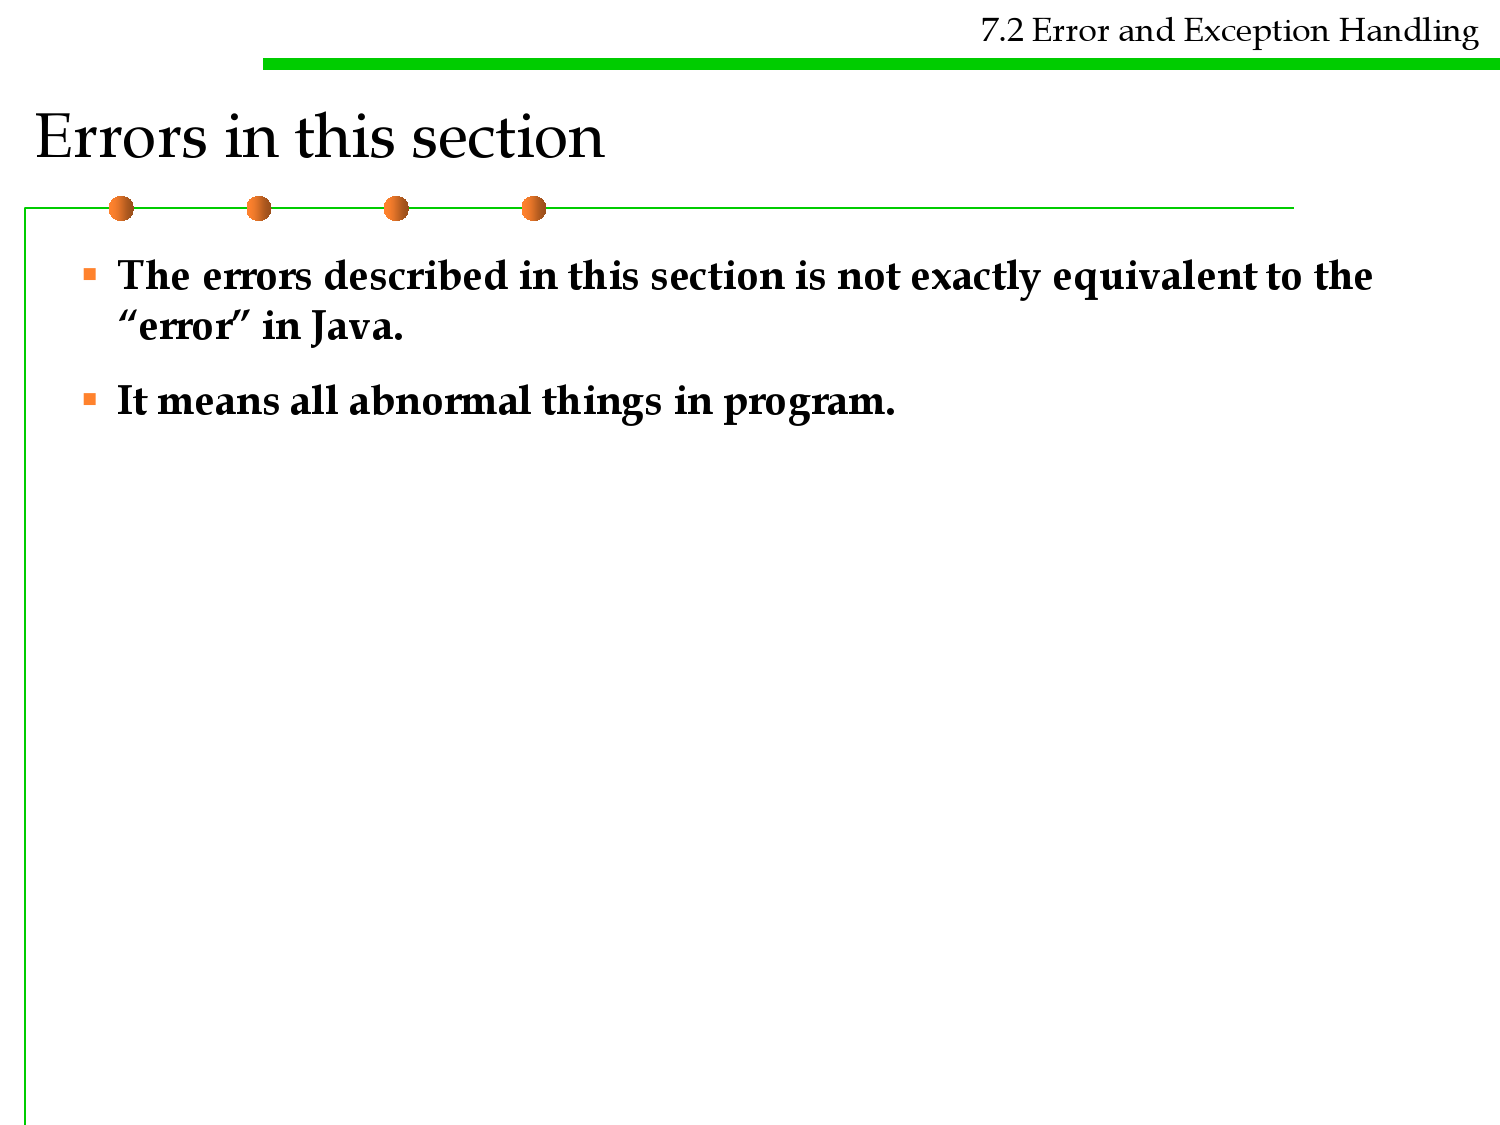 7.2 Error and Exception Handling
Errors in this section
▪ The errors described in this section is not exactly equivalent to the
“error” in Java.
▪ It means all abnormal things in program.